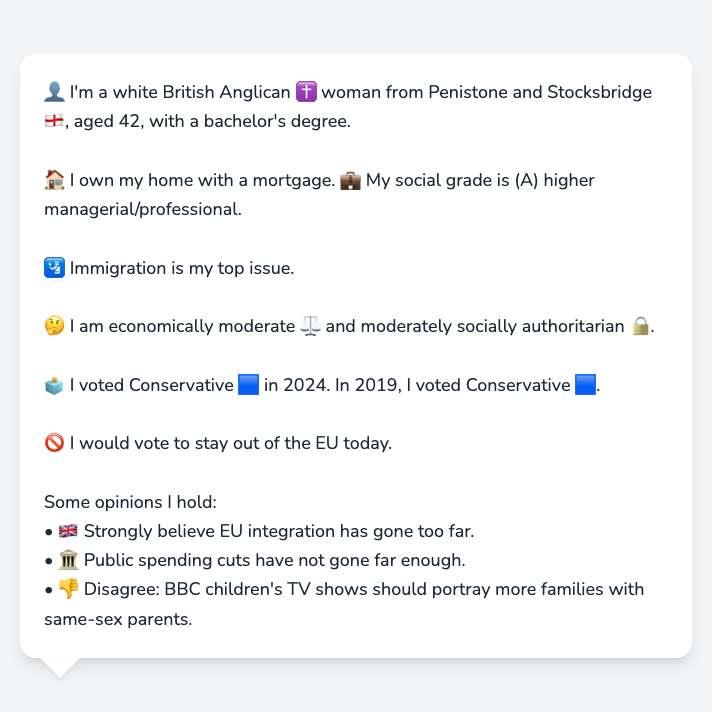 👤 I'm a white British Anglican ✝️ woman from Penistone and Stocksbridge
🏴󠁧󠁢󠁥󠁮󠁧󠁿, aged 42, with a bachelor's degree.
🏠 I own my home with a mortgage. 💼 My social grade is (A) higher
managerial/professional.
🛂 Immigration is my top issue.
🤔 I am economically moderate ⚖️ and moderately socially authoritarian 🔒.
🗳️ I voted Conservative 🟦 in 2024. In 2019, I voted Conservative 🟦.
🚫 I would vote to stay out of the EU today.
Some opinions I hold:
• 🇬🇧 Strongly believe EU integration has gone too far.
• 🏛️ Public spending cuts have not gone far enough.
• 👎 Disagree: BBC children's TV shows should portray more families with
same-sex parents.